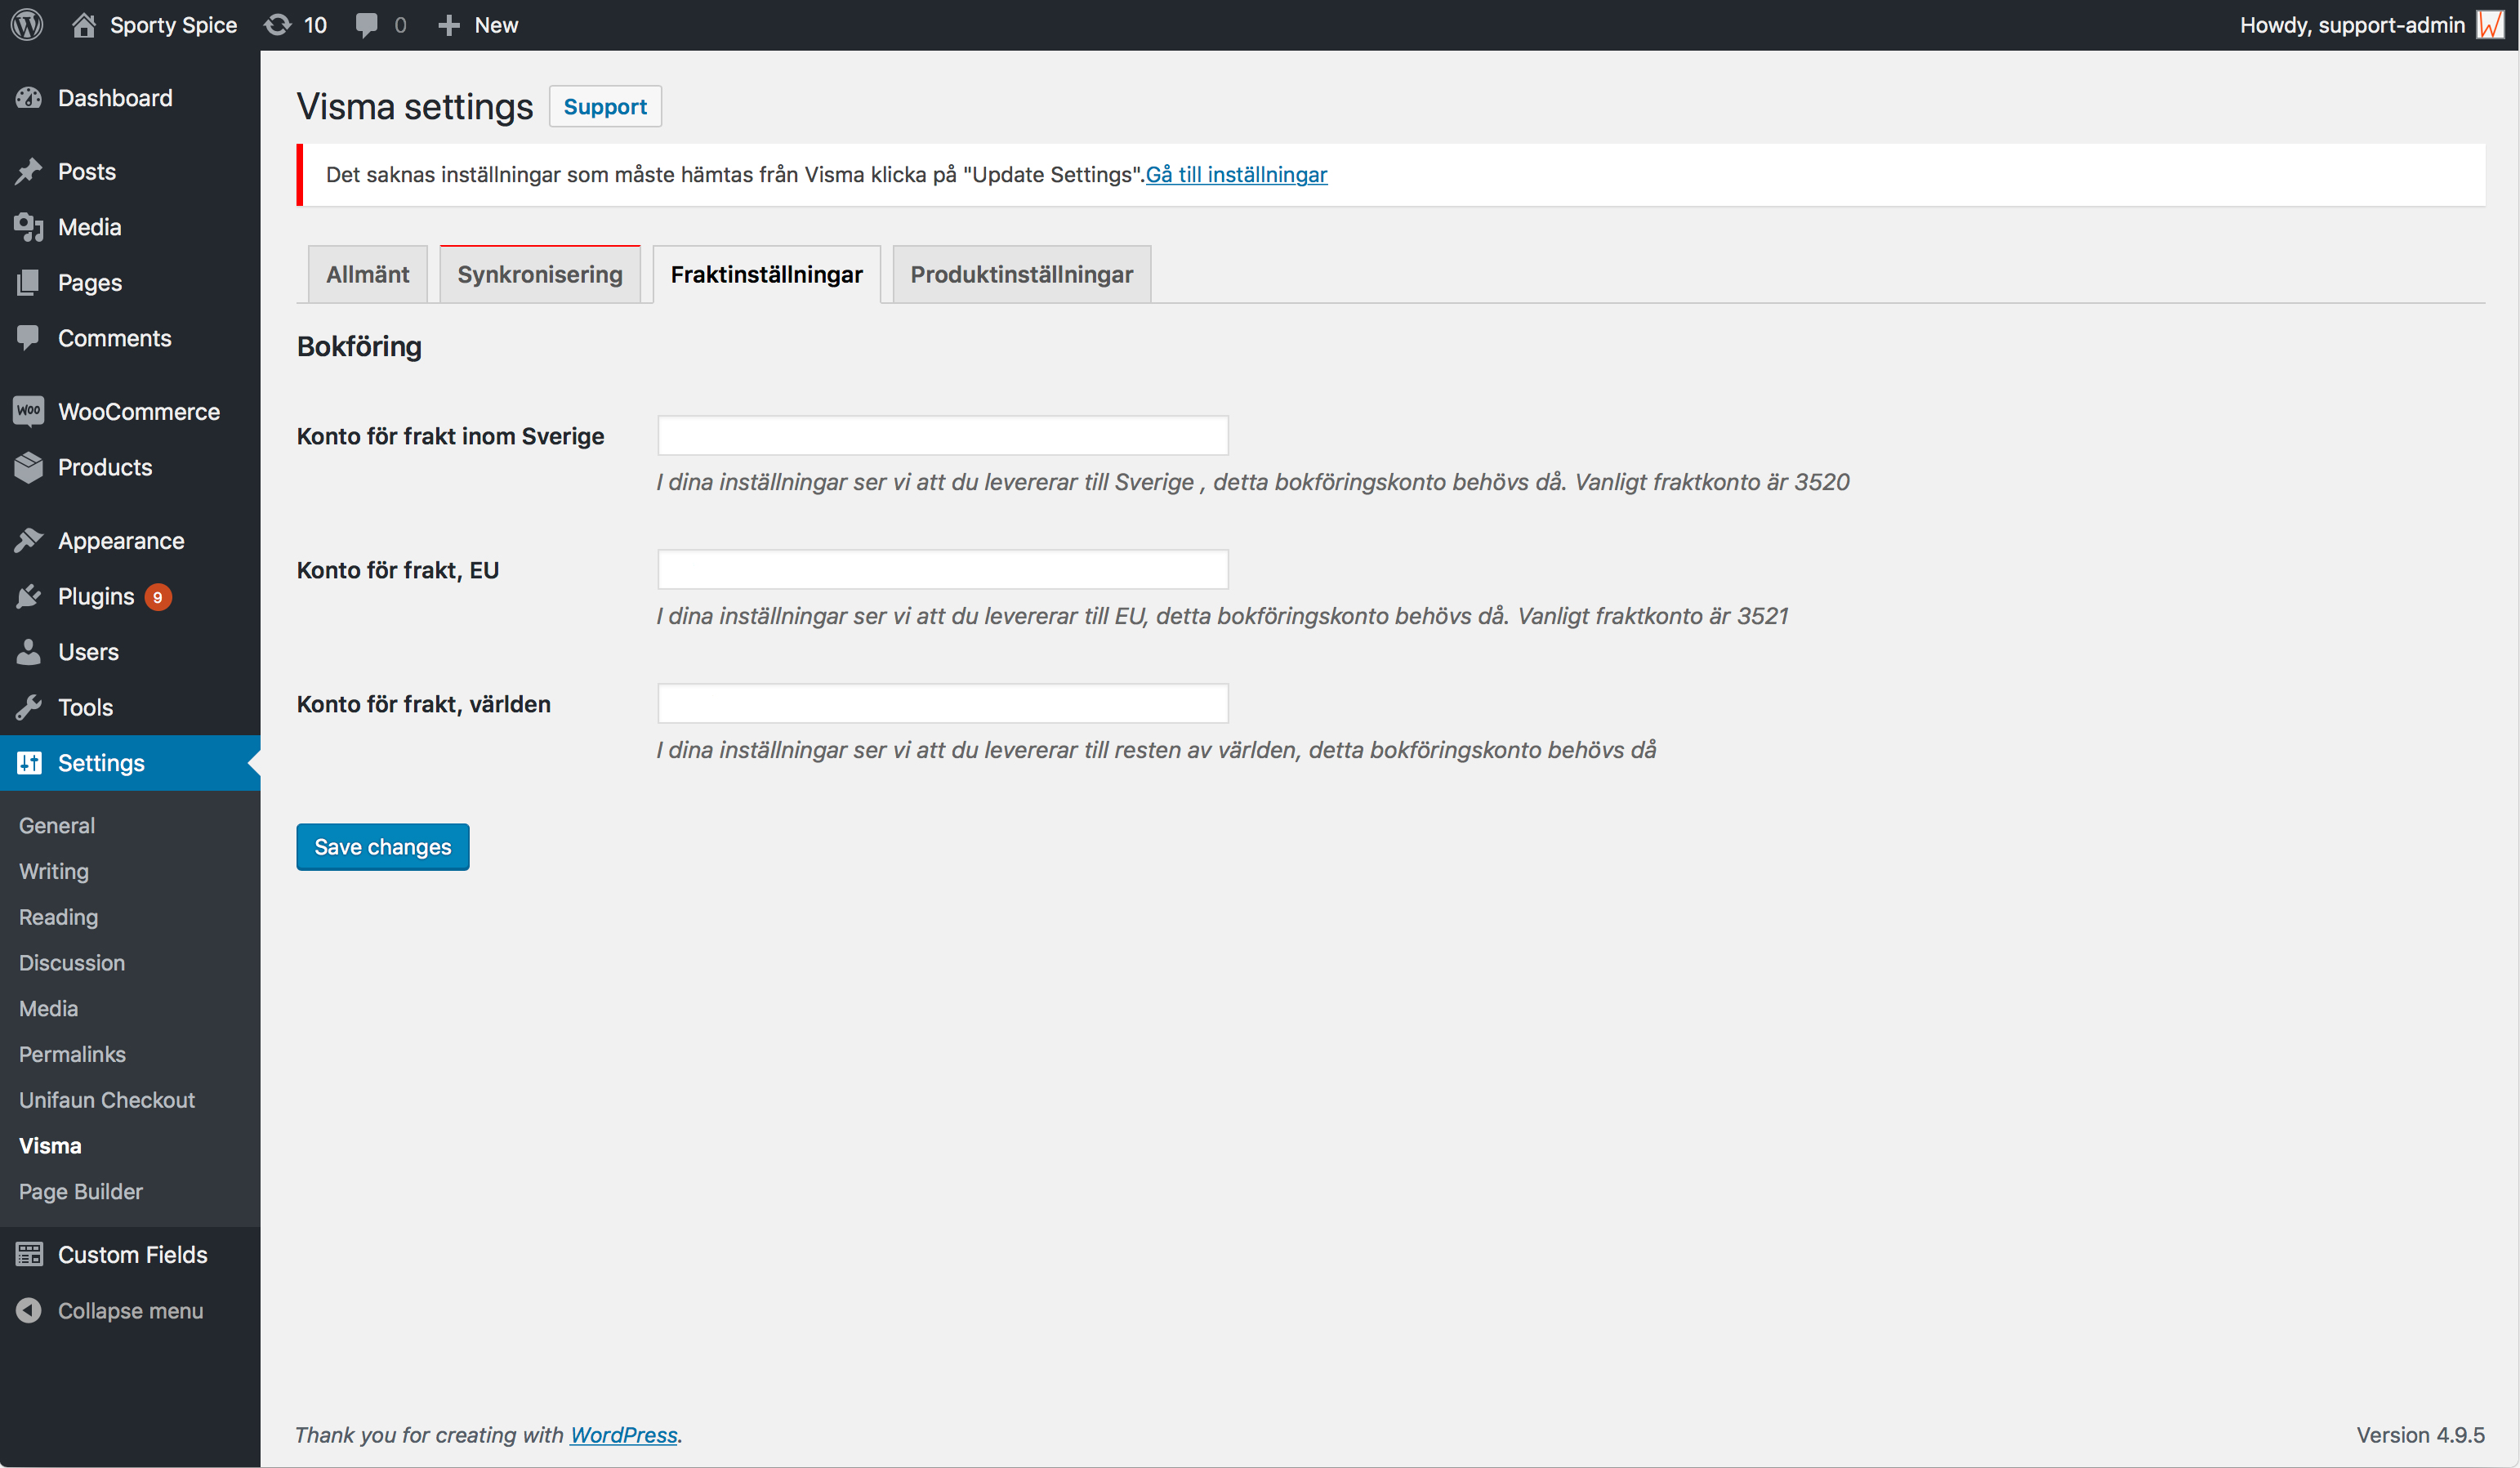 Sporty Spice 10 0 New Howdy, support-admin
Dashboard
Posts
Media
Pages
Comments
Woo WooCommerce
Products
Appearance
Plugins 9
Users
Tools
Settings
General
Writing
Reading
Discussion
Media
Permalinks
Unifaun Checkout
Visma
Page Builder
Custom Fields
Collapse menu
Visma settings Support
Det saknas inställningar som måste hämtas från Visma klicka på "Update Settings".Gå till inställningar
Allmänt Synkronisering Fraktinställningar Produktinställningar
Bokföring
Konto för frakt inom Sverige
I dina inställningar ser vi att du levererar till Sverige , detta bokföringskonto behövs då. Vanligt fraktkonto är 3520
Konto för frakt, EU
I dina inställningar ser vi att du levererar till EU, detta bokföringskonto behövs då. Vanligt fraktkonto är 3521
Konto för frakt, världen
I dina inställningar ser vi att du levererar till resten av världen, detta bokföringskonto behövs då
Save changes
Thank you for creating with WordPress. Version 4.9.5